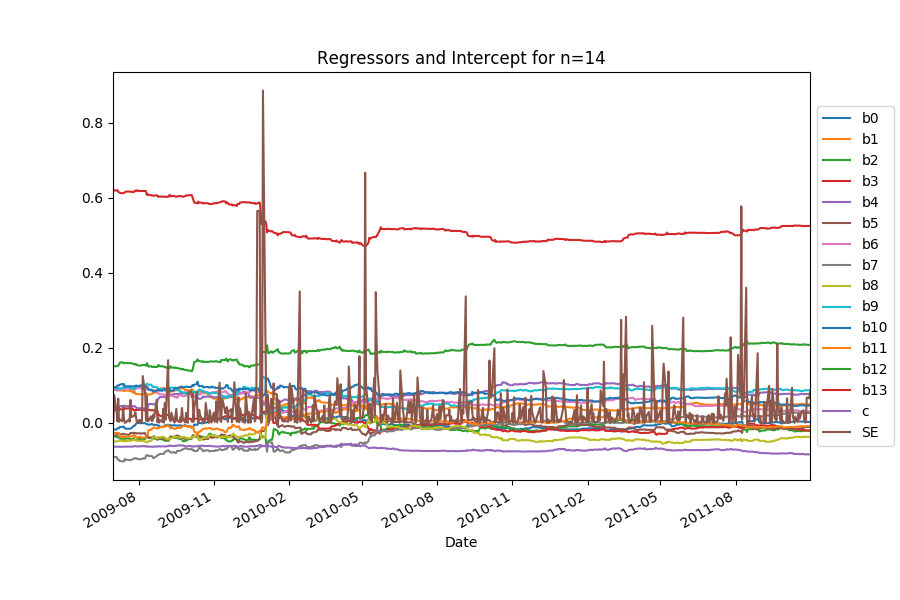 Regressors and Intercept for n=14
0.8
0.6
0.4
0.2
0.0
2009-08
2009-11
2010-02
2010-05
2010-08
2010-11
2011-02
2011-05
2011-08
Date
b0
b1
b2
b3
b4
b5
b6
b7
b8
b9
b10
b11
b12
b13
c
SE